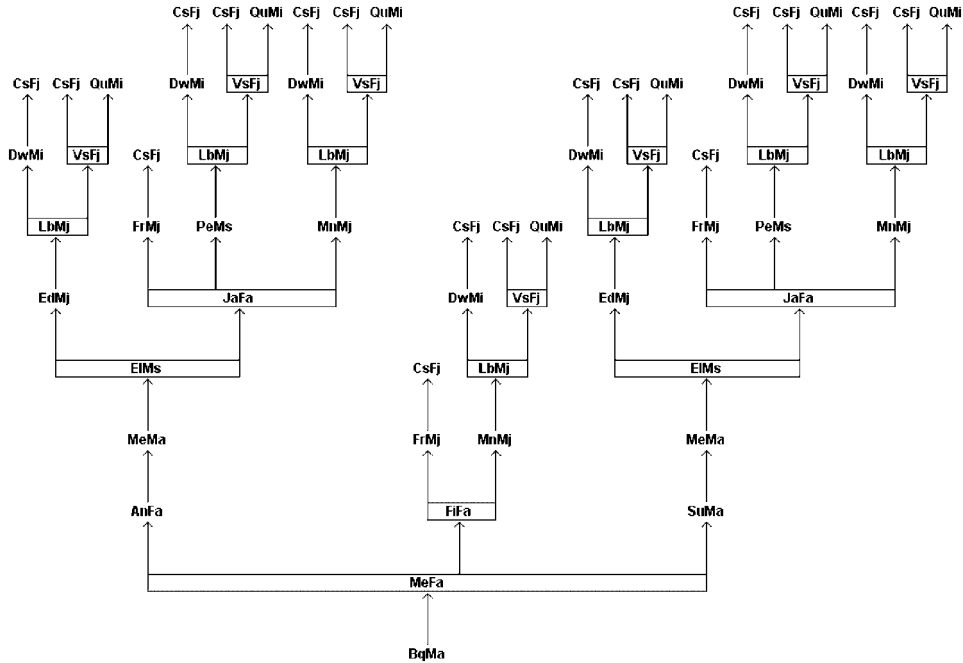 CsFj CsFj QuMi CsFj CsFj QuMi CsFj CsFj QuMi CsFj CsFj QuMi
CsFj CsFj QuMi DwMi VsFj DwMi VsFj CsFj CsFj QuMi DwMi VsFj DwMi VsFj
DwMi VsFj CsFj LbMj LbMj DwMi VsFj CsFj LbMj LbMj
LbMj FrMj PeMs MnMj CsFj CsFj QuMi LbMj FrMj PeMs MnMj
EdMj JaFa DwMi VsFj EdMj JaFa
ElMs CsFj LbMj ElMs
MeMa FrMj MnMj MeMa
AnFa FiFa SuMa
MeFa
BqMa